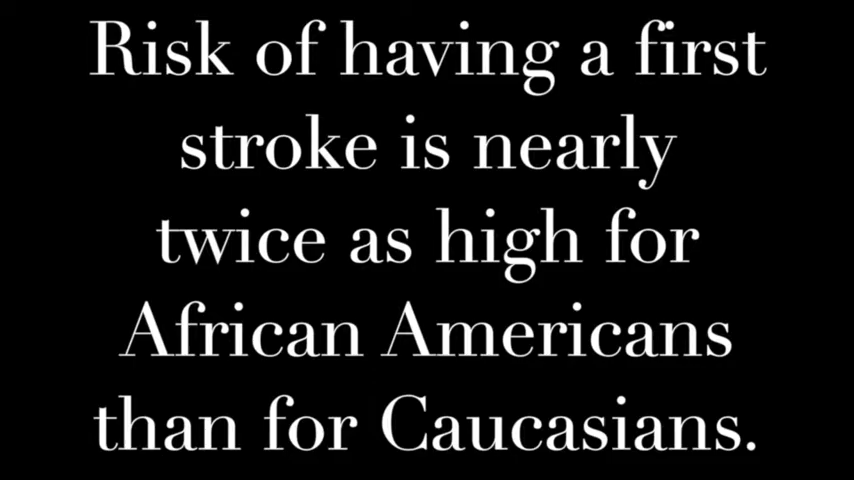 Risk of having a first
stroke is nearly
twice as high for
African Americans
than for Caucasians.